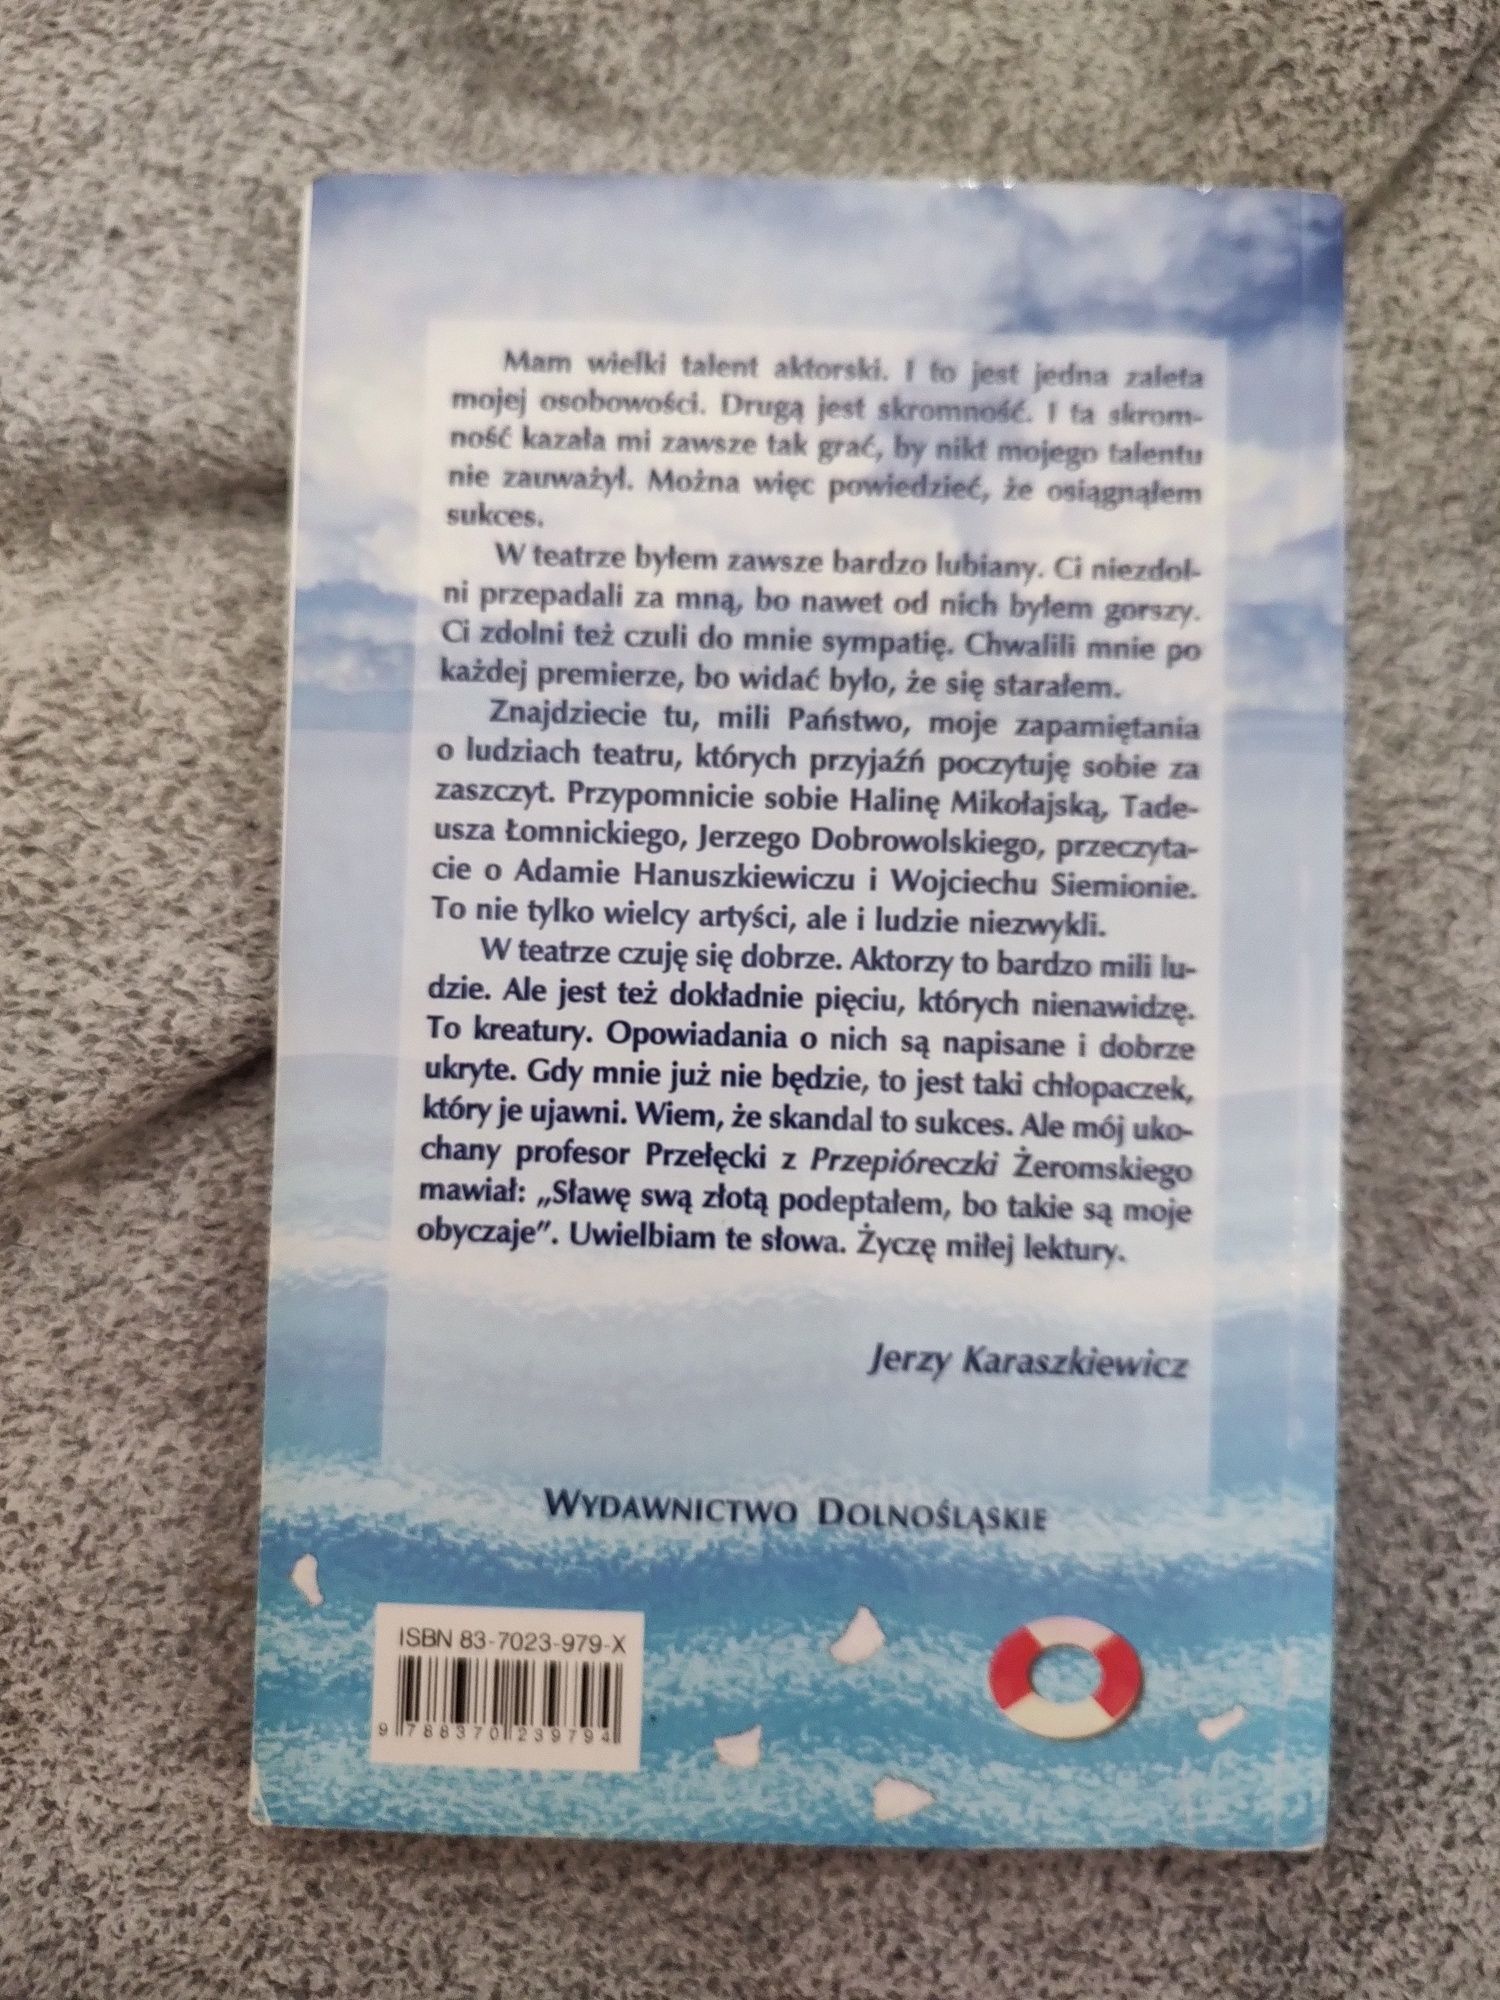 Mam wielki talent aktorski. I to jest jedna zaleta
mojej osobowości. Drugą jest skromność. I ta skrom-
ność kazała mi zawsze tak grać, by nikt mojego talentu
nie zauważył. Można więc powiedzieć, że osiągnąłem
sukces.
W teatrze byłem zawsze bardzo lubiany. Ci niezdol-
ni przepadali za mną, bo nawet od nich byłem gorszy.
Ci zdolni też czuli do mnie sympatię. Chwalili mnie po
każdej premierze, bo widać było, że się starałem.
Znajdziecie tu, mili Państwo, moje zapamiętania
o ludziach teatru, których przyjaźń poczytuję sobie za
zaszczyt. Przypomnicie sobie Halinę Mikołajską, Tade-
usza Łomnickiego, Jerzego Dobrowolskiego, przeczyta-
cie o Adamie Hanuszkiewiczu i Wojciechu Siemionie.
To nie tylko wielcy artyści, ale i ludzie niezwykli.
W teatrze czuję się dobrze. Aktorzy to bardzo mili lu-
dzie. Ale jest też dokładnie pięciu, których nienawidzę.
To kreatury. Opowiadania o nich są napisane i dobrze
ukryte. Gdy mnie już nie będzie, to jest taki chłopaczek,
który je ujawni. Wiem, że skandal to sukces. Ale mój uko-
chany profesor Przełęcki z Przepióreczki Żeromskiego
mawiał: „Sławę swą złotą podeptałem, bo takie są moje
obyczaje”. Uwielbiam te słowa. Życzę miłej lektury.
Jerzy Karaszkiewicz
WYDAWNICTWO DOLNOŚLĄSKIE
ISBN 83-7023-979-X
9 788370 239794